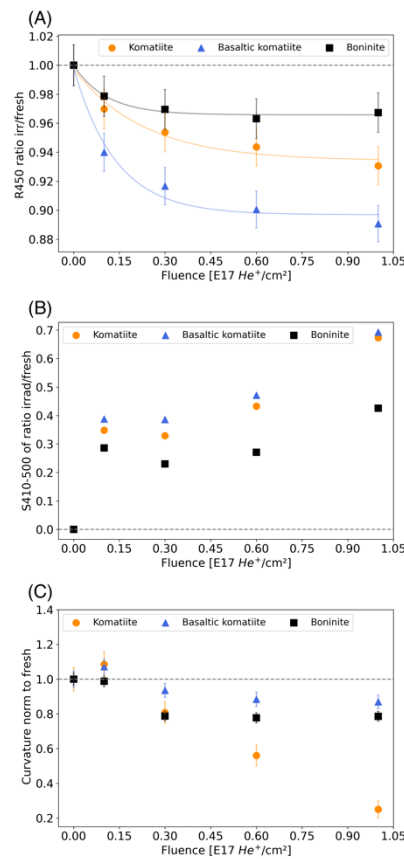 (A)
1.02
1.00
0.98
0.96
0.94
0.92
0.90
0.88
R450 ratio irr/fresh
Komatiite Basaltic komatiite Boninite
0.00 0.15 0.30 0.45 0.60 0.75 0.90 1.05
Fluence [E17 He⁺/cm²]
(B)
0.7
0.6
0.5
0.4
0.3
0.2
0.1
0.0
S410-500 of ratio irrad/fresh
Komatiite Basaltic komatiite Boninite
0.00 0.15 0.30 0.45 0.60 0.75 0.90 1.05
Fluence [E17 He⁺/cm²]
(C)
1.4
1.2
1.0
0.8
0.6
0.4
0.2
Curvature norm to fresh
Komatiite Basaltic komatiite Boninite
0.00 0.15 0.30 0.45 0.60 0.75 0.90 1.05
Fluence [E17 He⁺/cm²]